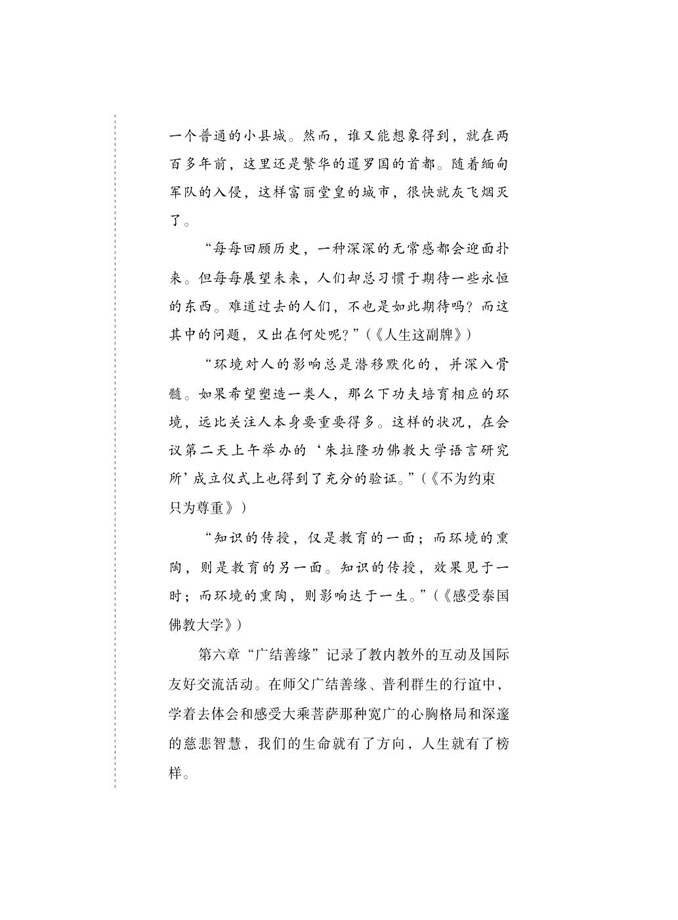 一个普通的小县城。然而，谁又能想象得到，就在两
百多年前，这里还是繁华的暹罗国的首都。随着缅甸
军队的入侵，这样富丽堂皇的城市，很快就灰飞烟灭
了。
“每每回顾历史，一种深深的无常感都会迎面扑
来。但每每展望未来，人们却总习惯于期待一些永恒
的东西。难道过去的人们，不也是如此期待吗？而这
其中的问题，又出在何处呢？”(《人生这副牌》)
“环境对人的影响总是潜移默化的，并深入骨
髓。如果希望塑造一类人，那么下功夫培育相应的环
境，远比关注人本身要重要得多。这样的状况，在会
议第二天上午举办的‘朱拉隆功佛教大学语言研究
所’成立仪式上也得到了充分的验证。”(《不为约束
只为尊重》)
“知识的传授，仅是教育的一面；而环境的熏
陶，则是教育的另一面。知识的传授，效果见于一
时；而环境的熏陶，则影响达于一生。”(《感受泰国
佛教大学》)
第六章“广结善缘”记录了教内教外的互动及国际
友好交流活动。在师父广结善缘、普利群生的行谊中，
学着去体会和感受大乘菩萨那种宽广的心胸格局和深邃
的慈悲智慧，我们的生命就有了方向，人生就有了榜
样。